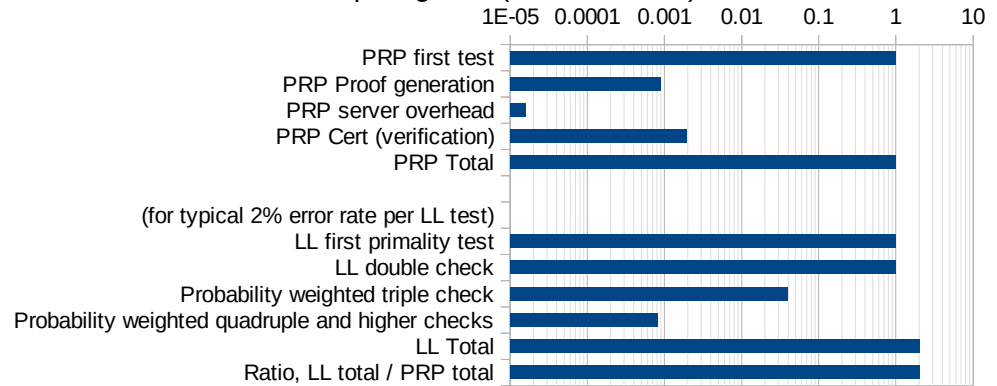 1E-05 0.0001 0.001 0.01 0.1 1 10
PRP first test
PRP Proof generation
PRP server overhead
PRP Cert (verification)
PRP Total
(for typical 2% error rate per LL test)
LL first primality test
LL double check
Probability weighted triple check
Probability weighted quadruple and higher checks
LL Total
Ratio, LL total / PRP total